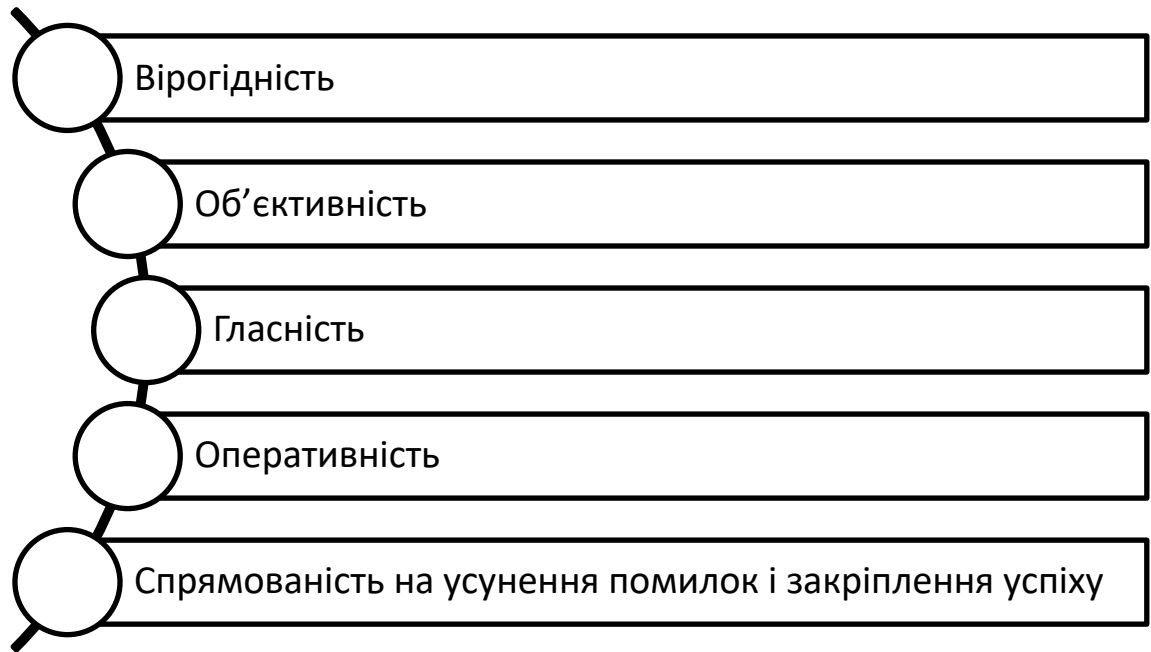 Вірогідність
Об’єктивність
Гласність
Оперативність
Спрямованість на усунення помилок і закріплення успіху